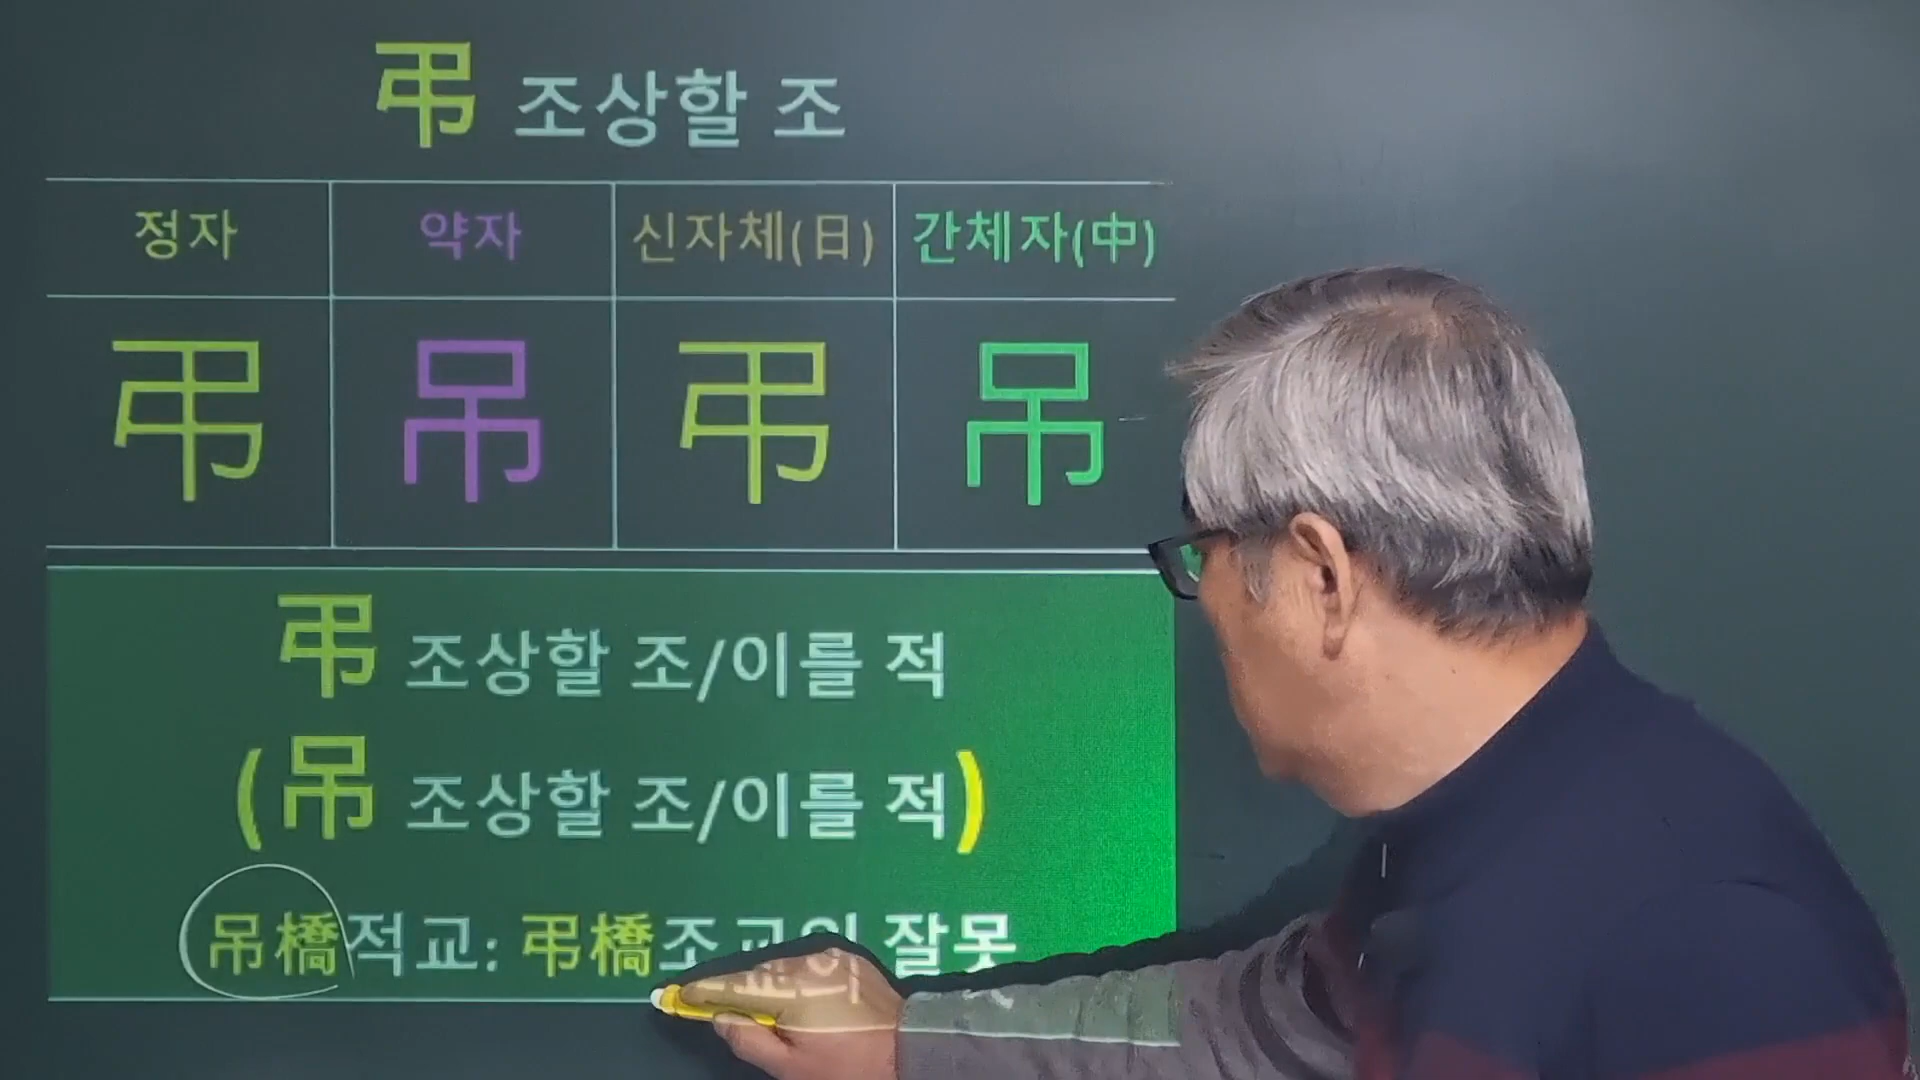 弔 조상할 조
정자 약자 신자체(日) 간체자(中)
弔 吊 弔 吊
弔 조상할 조/이를 적
(吊 조상할 조/이를 적)
吊橋적교: 弔橋조교의 잘못